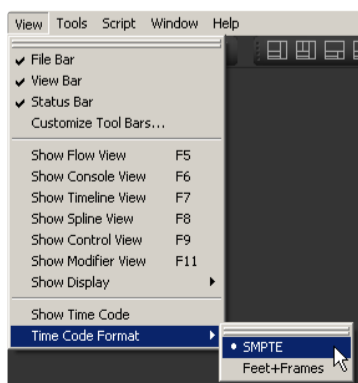 View Tools Script Window Help
File Bar
View Bar
Status Bar
Customize Tool Bars...
Show Flow View F5
Show Console View F6
Show Timeline View F7
Show Spline View F8
Show Control View F9
Show Modifier View F11
Show Display
Show Time Code
Time Code Format
SMPTE
Feet+Frames